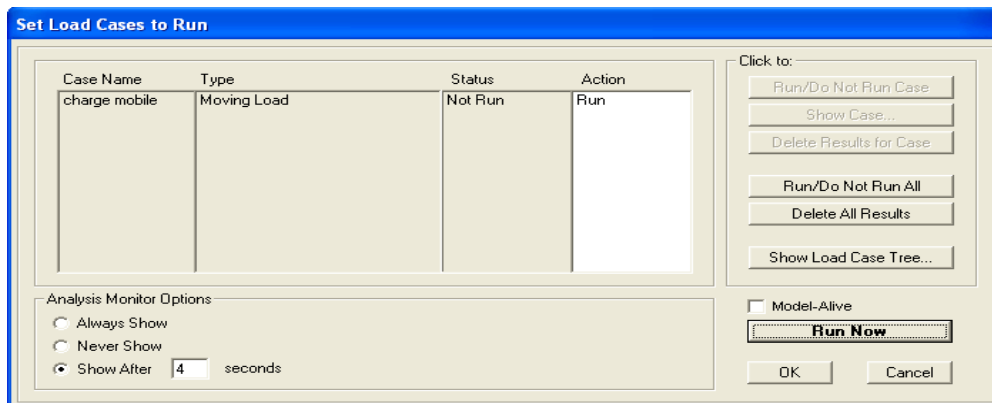 Set Load Cases to Run
Case Name Type Status Action
charge mobile Moving Load Not Run Run
Click to:
Run/Do Not Run Case
Show Case...
Delete Results for Case
Run/Do Not Run All
Delete All Results
Show Load Case Tree...
Analysis Monitor Options
Always Show
Never Show
Show After 4 seconds
Model-Alive
Run Now
OK Cancel